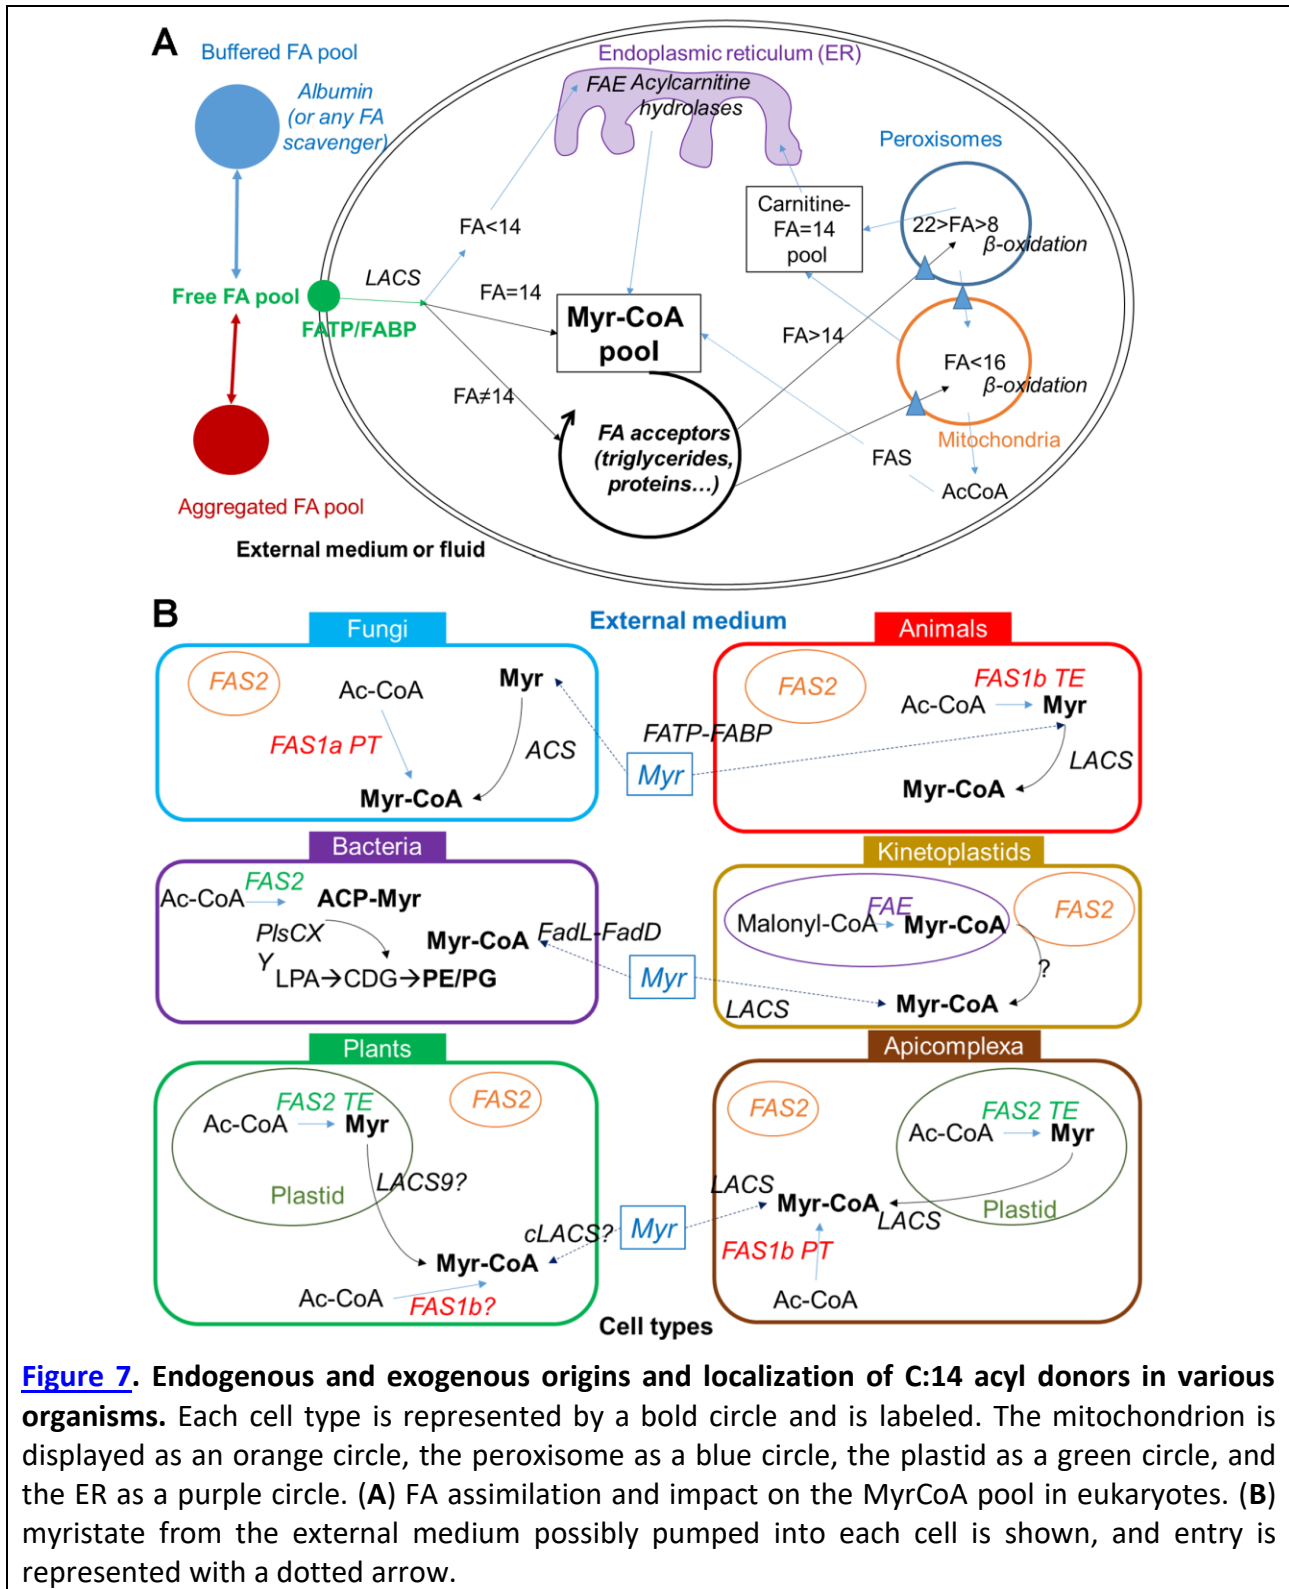 A
Buffered FA pool
Albumin
(or any FA
scavenger)
Free FA pool
FATP/FABP
Aggregated FA pool
External medium or fluid
Endoplasmic reticulum (ER)
FAE Acylcarnitine
hydrolases
Peroxisomes
22>FA>8
β-oxidation
Carnitine-
FA=14
pool
FA<14
LACS
FA=14
Myr-CoA
pool
FA>14
FA<16
β-oxidation
FA≠14
FA acceptors
(triglycerides,
proteins…)
Mitochondria
FAS
AcCoA
B
External medium
Fungi
FAS2
Ac-CoA
Myr
FAS1a PT
ACS
Myr-CoA
FATP-FABP
Myr
Animals
FAS2
FAS1b TE
Ac-CoA
Myr
LACS
Myr-CoA
Bacteria
Ac-CoA
FAS2
ACP-Myr
PlsCX
Y
Myr-CoA
FadL-FadD
LPA→CDG→PE/PG
Myr
LACS
Kinetoplastids
FAE
FAS2
Malonyl-CoA
Myr-CoA
?
Myr-CoA
Plants
FAS2 TE
FAS2
Ac-CoA
Myr
LACS9?
Plastid
cLACS?
Myr
Myr-CoA
Ac-CoA
FAS1b?
Apicomplexa
FAS2
FAS2 TE
Ac-CoA
Myr
LACS
Myr-CoA
LACS
Plastid
FAS1b PT
Ac-CoA
Cell types
Figure 7. Endogenous and exogenous origins and localization of C:14 acyl donors in various
organisms. Each cell type is represented by a bold circle and is labeled. The mitochondrion is
displayed as an orange circle, the peroxisome as a blue circle, the plastid as a green circle, and
the ER as a purple circle. (A) FA assimilation and impact on the MyrCoA pool in eukaryotes. (B)
myristate from the external medium possibly pumped into each cell is shown, and entry is
represented with a dotted arrow.